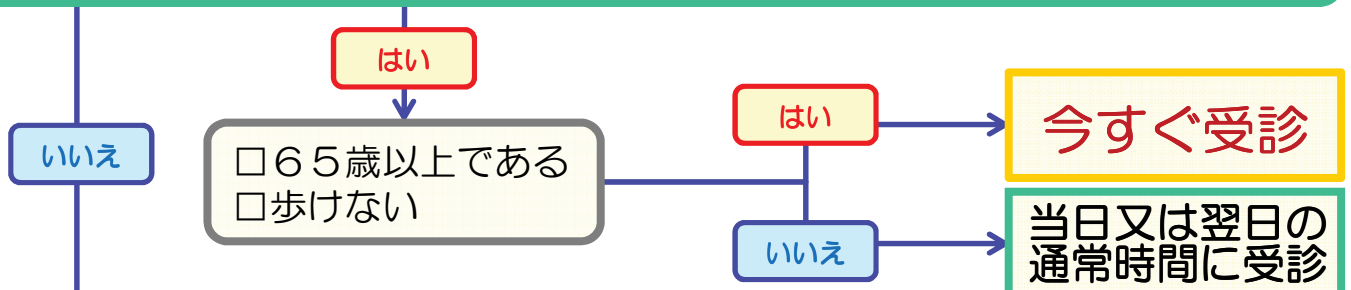 はい
いいえ
□６５歳以上である
□歩けない
はい
今すぐ受診
いいえ
当日又は翌日の
通常時間に受診